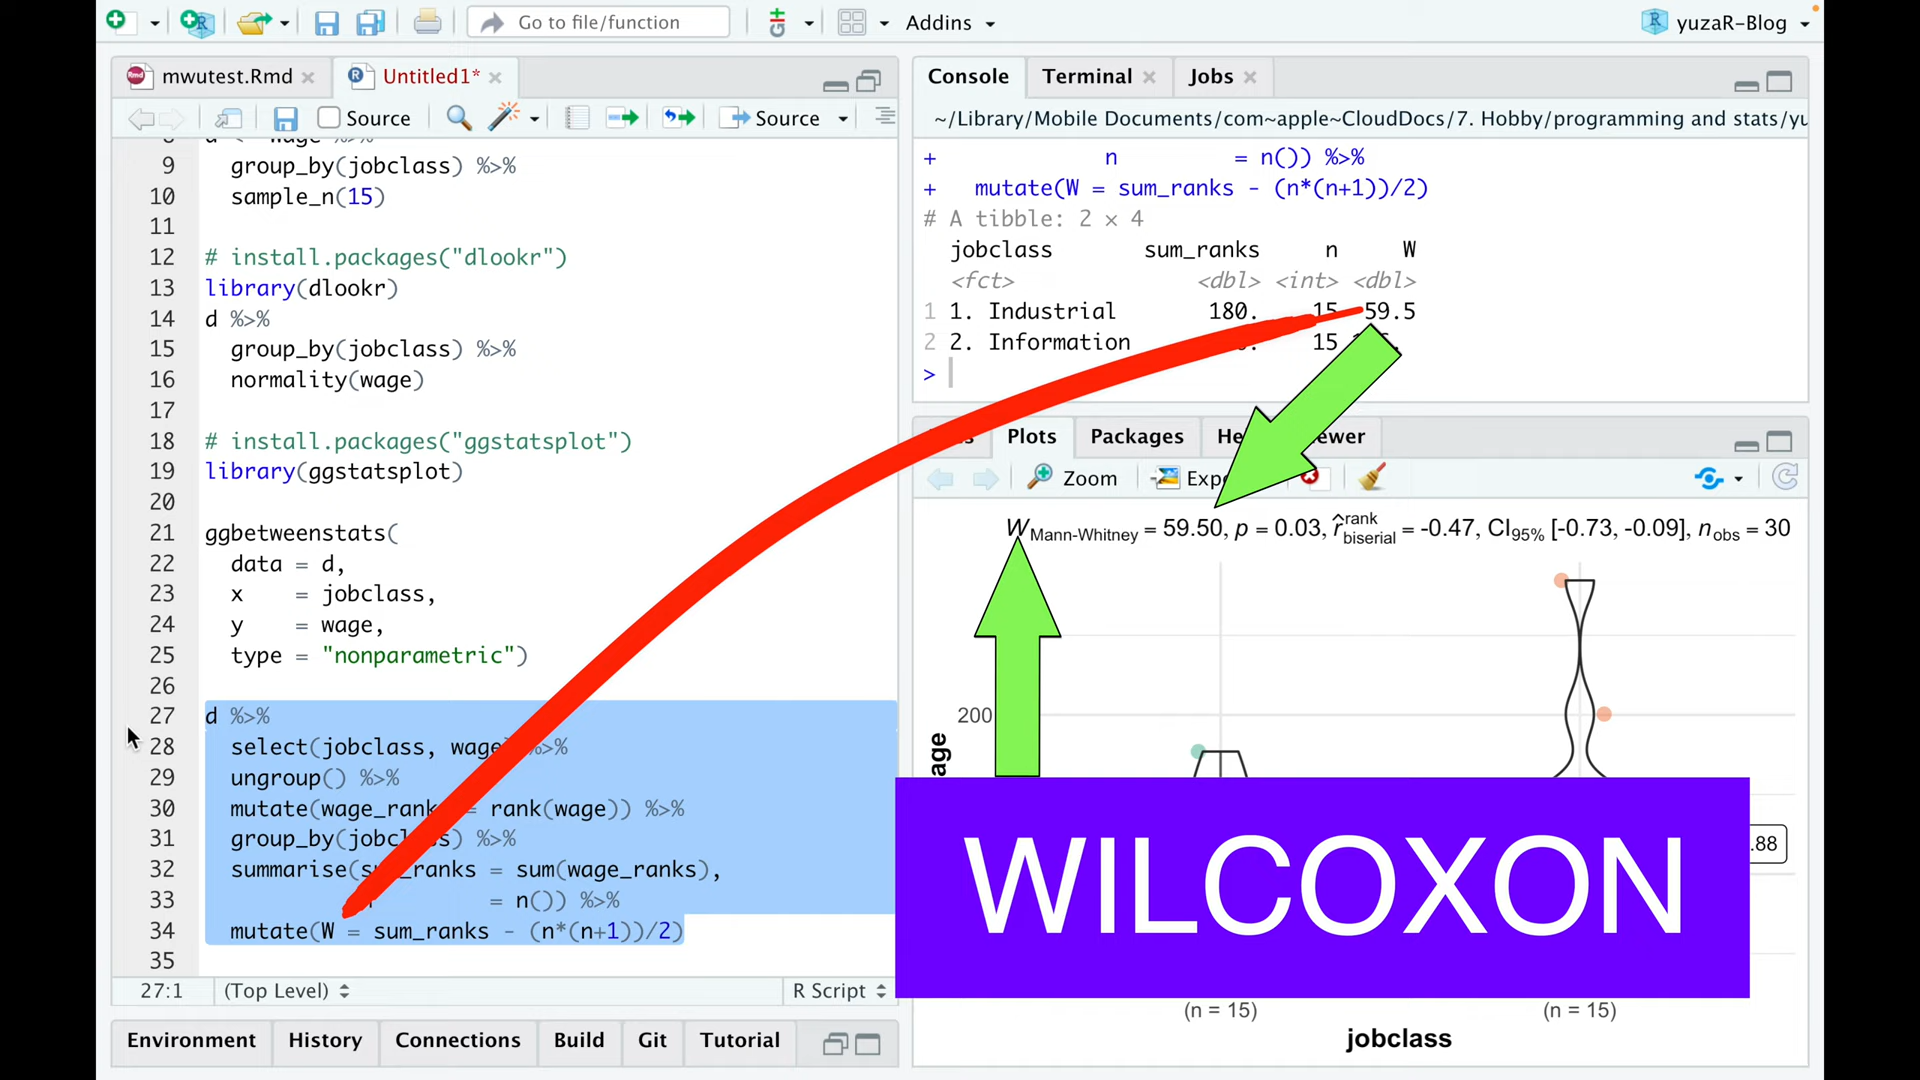 Go to file/function
Addins
yuzaR-Blog
mwutest.Rmd
Untitled1*
Source
Source
9 group_by(jobclass) %>%
10 sample_n(15)
11
12 # install.packages("dlookr")
13 library(dlookr)
14 d %>%
15 group_by(jobclass) %>%
16 normality(wage)
17
18 # install.packages("ggstatsplot")
19 library(ggstatsplot)
20
21 ggbetweenstats(
22 data = d,
23 x = jobclass,
24 y = wage,
25 type = "nonparametric")
26
27 d %>%
28 select(jobclass, wage) %>%
29 ungroup() %>%
30 mutate(wage_ranks = rank(wage)) %>%
31 group_by(jobclass) %>%
32 summarise(sum_ranks = sum(wage_ranks),
33 n = n()) %>%
34 mutate(W = sum_ranks - (n*(n+1))/2)
35
27:1 (Top Level) R Script
Environment History Connections Build Git Tutorial
Console Terminal Jobs
~/Library/Mobile Documents/com~apple~CloudDocs/7. Hobby/programming and stats/yu
+ n = n()) %>%
+ mutate(W = sum_ranks - (n*(n+1))/2)
# A tibble: 2 × 4
jobclass sum_ranks n W
<fct> <dbl> <int> <dbl>
1 1. Industrial 180. 15 59.5
2 2. Information 15
>
Plots Packages
Zoom
W Mann-Whitney = 59.50, p = 0.03, r̂ rank biserial = -0.47, CI95% [-0.73, -0.09], nobs = 30
200
WILCOXON
.88
(n = 15) (n = 15)
jobclass